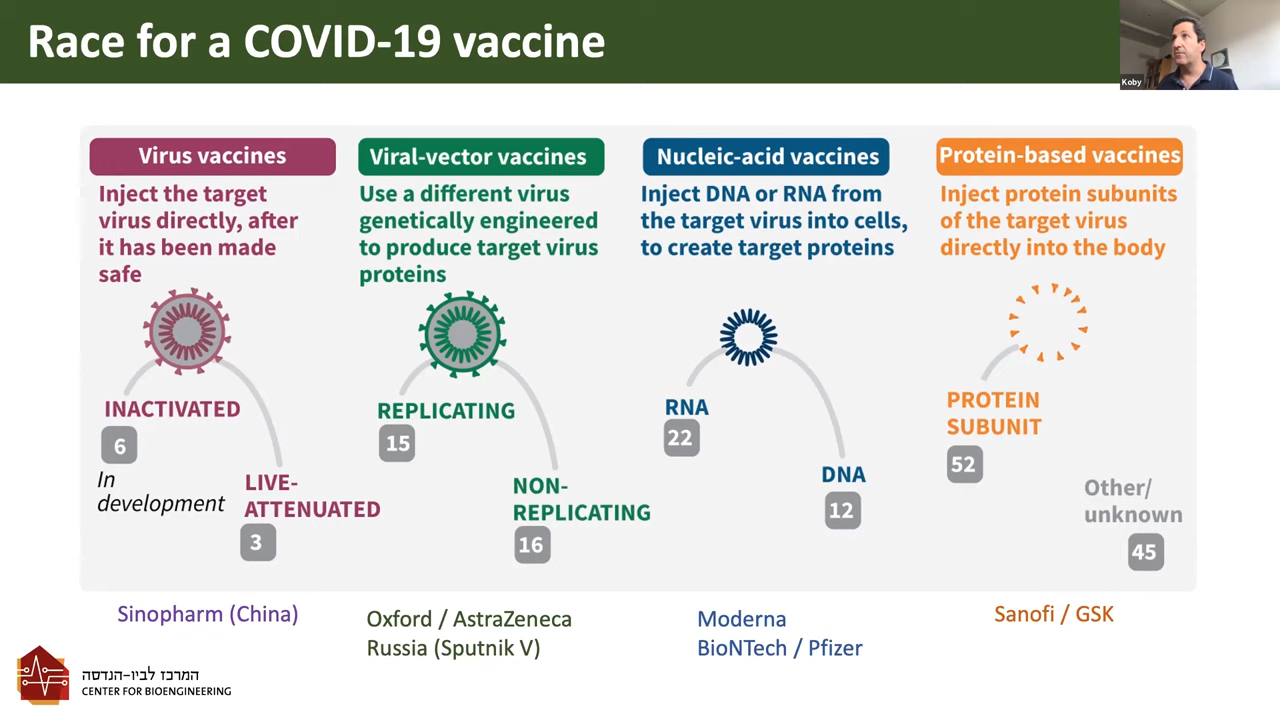 Race for a COVID-19 vaccine
Koby
Virus vaccines
Inject the target
virus directly, after
it has been made
safe
INACTIVATED
6
In
development
LIVE-
ATTENUATED
3
Viral-vector vaccines
Use a different virus
genetically engineered
to produce target virus
proteins
REPLICATING
15
NON-
REPLICATING
16
Nucleic-acid vaccines
Inject DNA or RNA from
the target virus into cells,
to create target proteins
RNA
22
DNA
12
Protein-based vaccines
Inject protein subunits
of the target virus
directly into the body
PROTEIN
SUBUNIT
52
Other/
unknown
45
Sinopharm (China)
Oxford / AstraZeneca
Russia (Sputnik V)
Moderna
BioNTech / Pfizer
Sanofi / GSK
המרכז לביו-הנדסה
CENTER FOR BIOENGINEERING